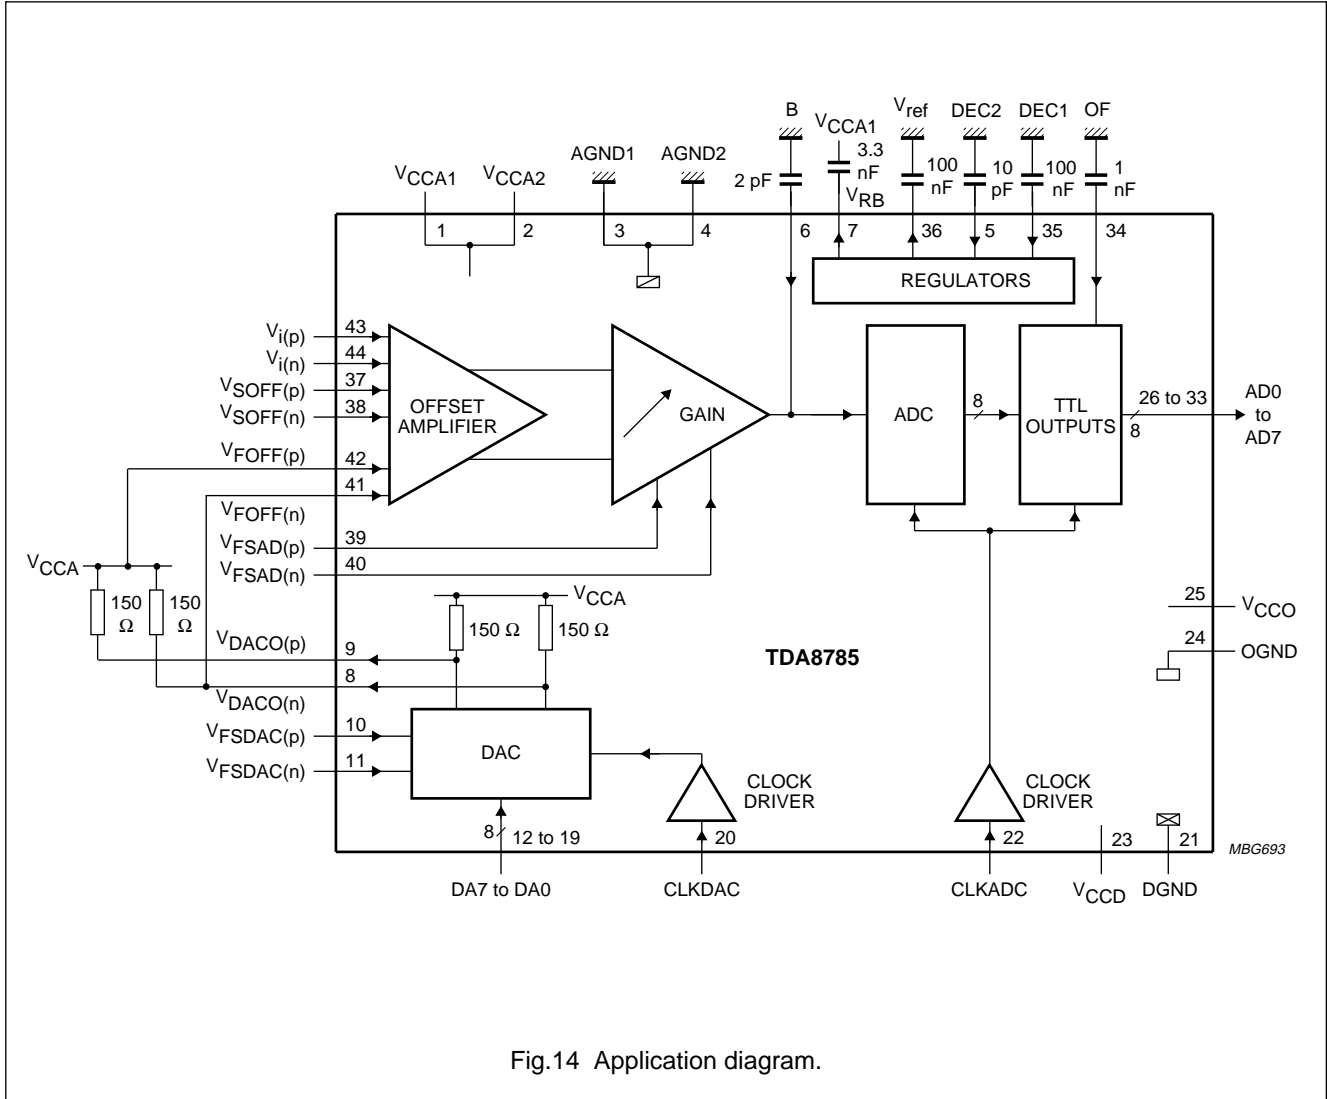 B
VCCA1
Vref
DEC2
DEC1
OF
AGND1
AGND2
VCCA1
VCCA2
2 pF
3.3 nF
VRB
100 nF
10 pF
100 nF
1 nF
1
2
3
4
6
7
36
5
35
34
REGULATORS
Vi(p)
43
Vi(n)
44
VSOFF(p)
37
VSOFF(n)
38
VFOFF(p)
42
41
VFOFF(n)
VFSAD(p)
39
VFSAD(n)
40
OFFSET
AMPLIFIER
GAIN
ADC
8
TTL
OUTPUTS
26 to 33
8
AD0
to
AD7
VCCA
150
Ω
150
Ω
VCCA
150 Ω
150 Ω
VDACO(p)
9
8
VDACO(n)
VFSDAC(p)
10
VFSDAC(n)
11
DAC
TDA8785
25
VCCO
24
OGND
CLOCK
DRIVER
CLOCK
DRIVER
8
12 to 19
20
22
23
21
MBG693
DA7 to DA0
CLKDAC
CLKADC
VCCD
DGND
Fig.14 Application diagram.